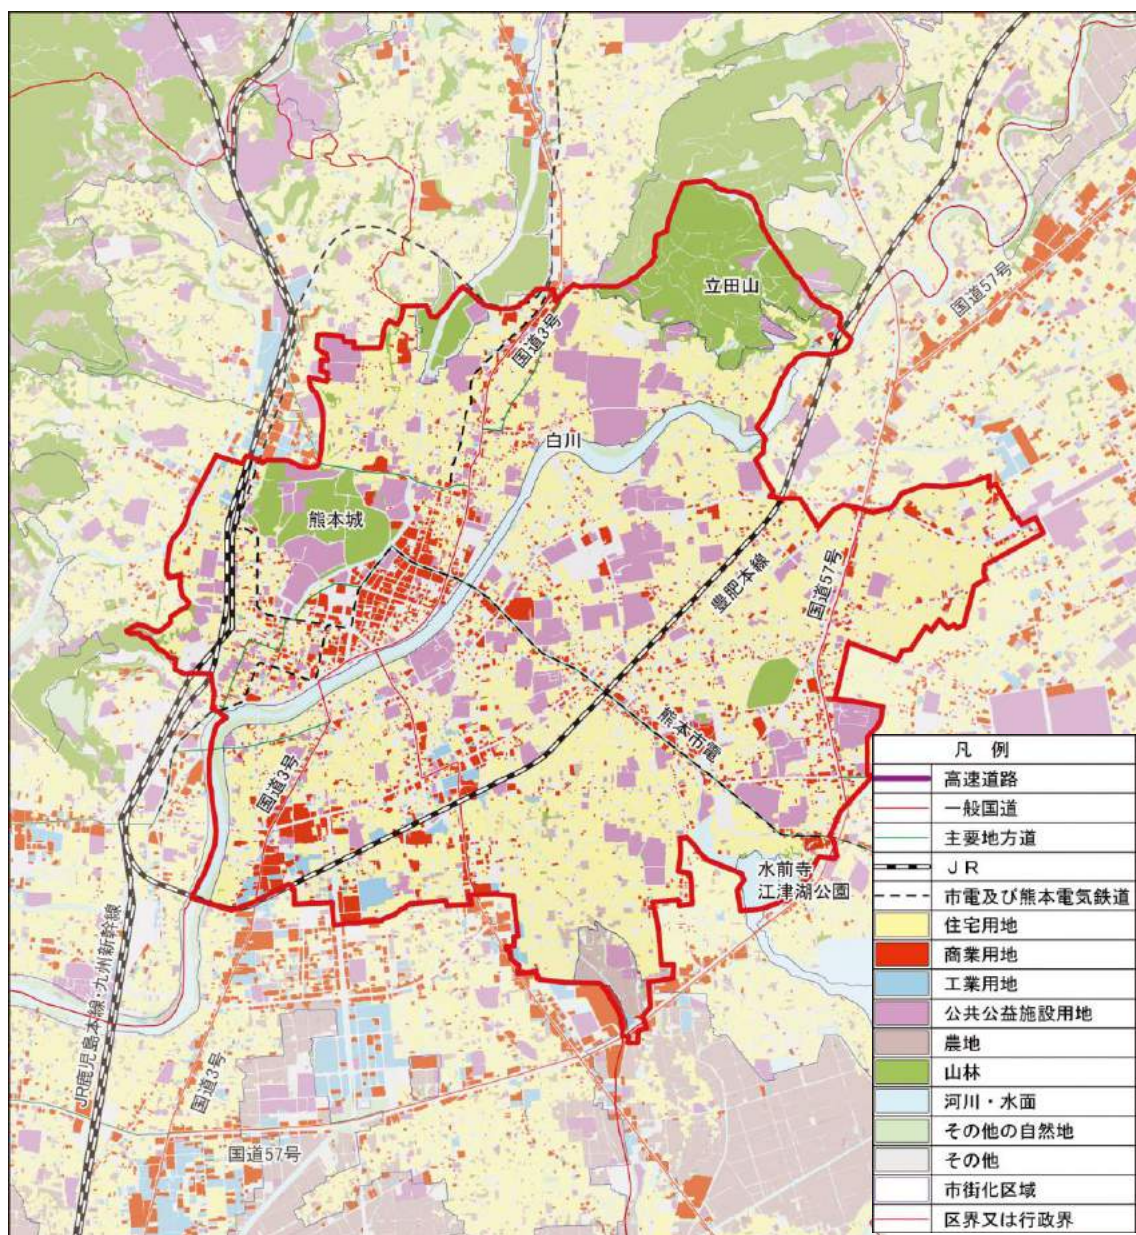 立田山
国道57号
国道3号
白川
熊本城
豊肥本線
国道57号
熊本市電
国道3号
水前寺
江津湖公園
JR鹿児島本線・九州新幹線
国道3号
国道57号
凡 例
高速道路
一般国道
主要地方道
JR
市電及び熊本電気鉄道
住宅用地
商業用地
工業用地
公共公益施設用地
農地
山林
河川・水面
その他の自然地
その他
市街化区域
区界又は行政界